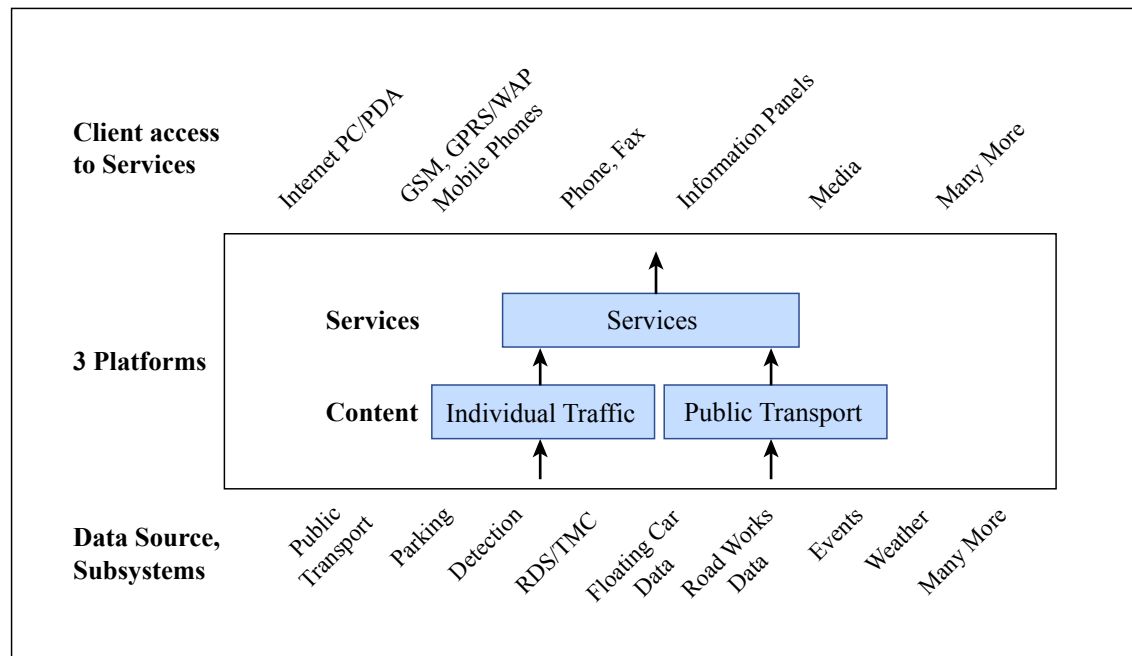 Client access
to Services
Internet PC/PDA
GSM, GPRS/WAP
Mobile Phones
Phone, Fax
Information Panels
Media
Many More
3 Platforms
Services
Services
Content
Individual Traffic
Public Transport
Data Source,
Subsystems
Public
Transport
Parking
Detection
RDS/TMC
Floating Car
Data
Road Works
Data
Events
Weather
Many More